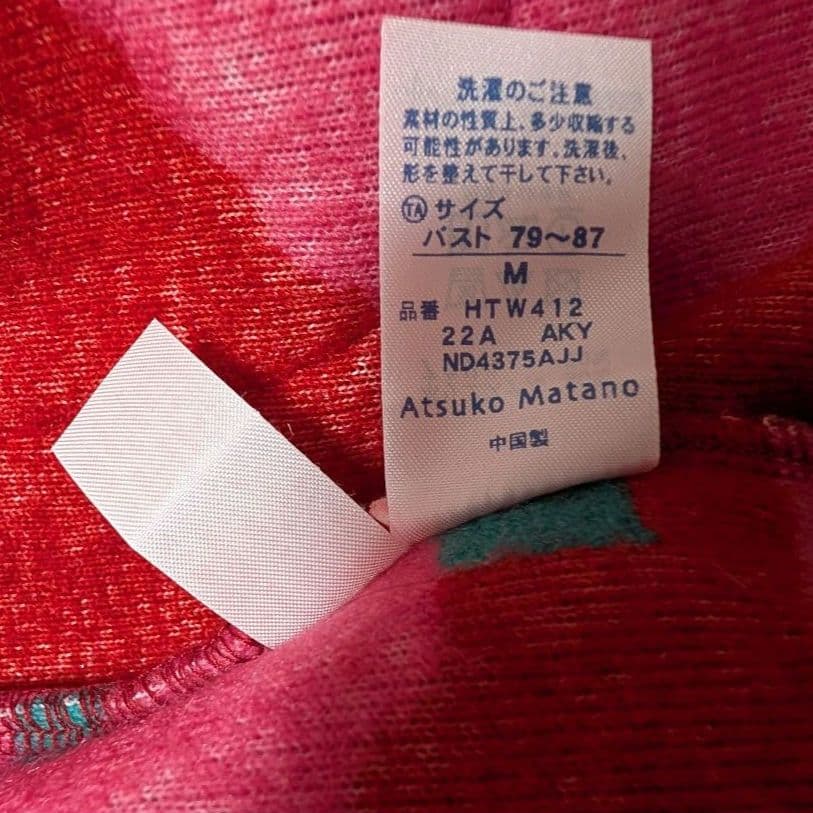 洗濯のご注意
素材の性質上、多少収縮する
可能性があります。洗濯後、
形を整えて干して下さい。
TA サイズ
バスト 79〜87
M
品番 HTW412
22A AKY
ND4375AJJ
Atsuko Matano
中国製